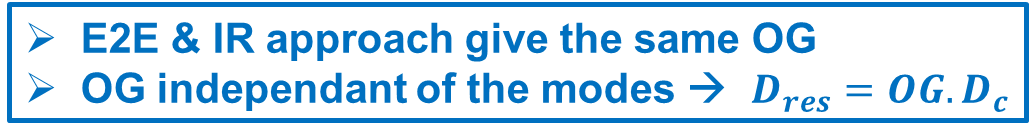 ➢ E2E & IR approach give the same OG
➢ OG independant of the modes → D_res = OG. D_c